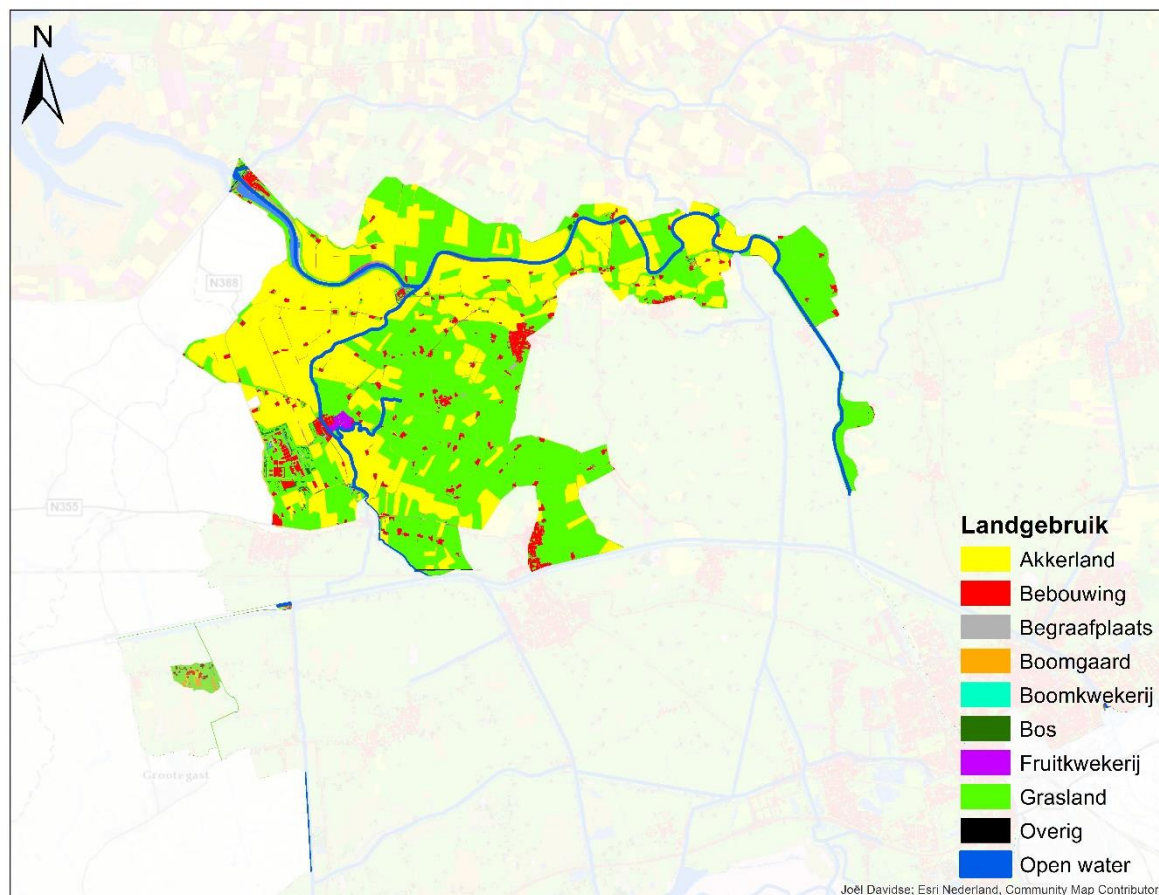 N
N388
N355
Grootegast
Landgebruik
Akkerland
Bebouwing
Begraafplaats
Boomgaard
Boomkwekerij
Bos
Fruitkwekerij
Grasland
Overig
Open water
Joël Davidse; Esri Nederland, Community Map Contributor